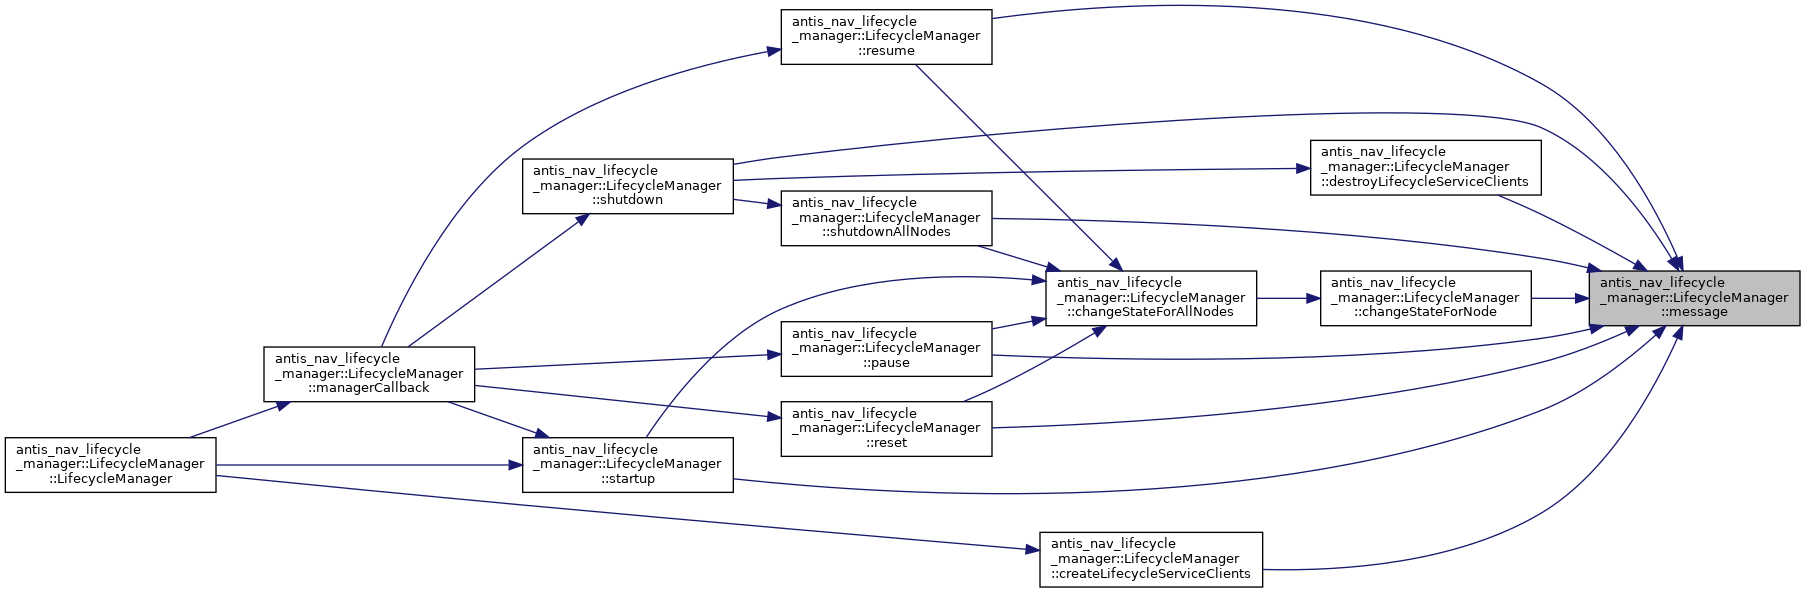 antis_nav_lifecycle
_manager::LifecycleManager
::resume
antis_nav_lifecycle
_manager::LifecycleManager
::destroyLifecycleServiceClients
antis_nav_lifecycle
_manager::LifecycleManager
::shutdown
antis_nav_lifecycle
_manager::LifecycleManager
::shutdownAllNodes
antis_nav_lifecycle
_manager::LifecycleManager
::changeStateForAllNodes
antis_nav_lifecycle
_manager::LifecycleManager
::changeStateForNode
antis_nav_lifecycle
_manager::LifecycleManager
::message
antis_nav_lifecycle
_manager::LifecycleManager
::pause
antis_nav_lifecycle
_manager::LifecycleManager
::managerCallback
antis_nav_lifecycle
_manager::LifecycleManager
::reset
antis_nav_lifecycle
_manager::LifecycleManager
::LifecycleManager
antis_nav_lifecycle
_manager::LifecycleManager
::startup
antis_nav_lifecycle
_manager::LifecycleManager
::createLifecycleServiceClients